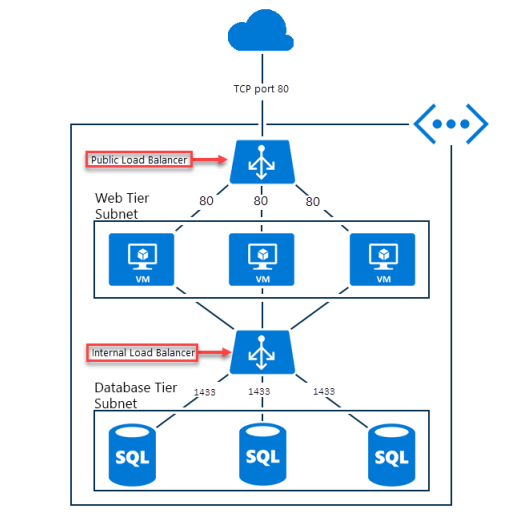 TCP port 80
Public Load Balancer
80 80 80
Web Tier
Subnet
VM VM VM
Internal Load Balancer
Database Tier
Subnet
1433 1433 1433
SQL SQL SQL